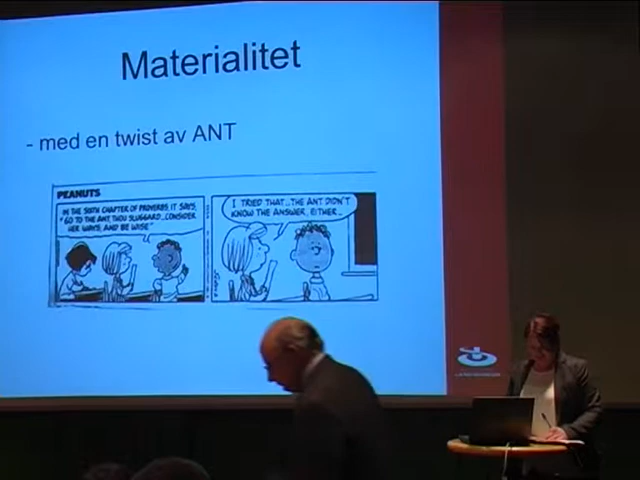 Materialitet
- med en twist av ANT
PEANUTS
IN THE SIXTH CHAPTER OF PROVERBS IT SAYS,
"GO TO THE ANT, THOU SLUGGARD...CONSIDER
HER WAYS, AND BE WISE"
I TRIED THAT...THE ANT DIDN'T
KNOW THE ANSWER, EITHER...